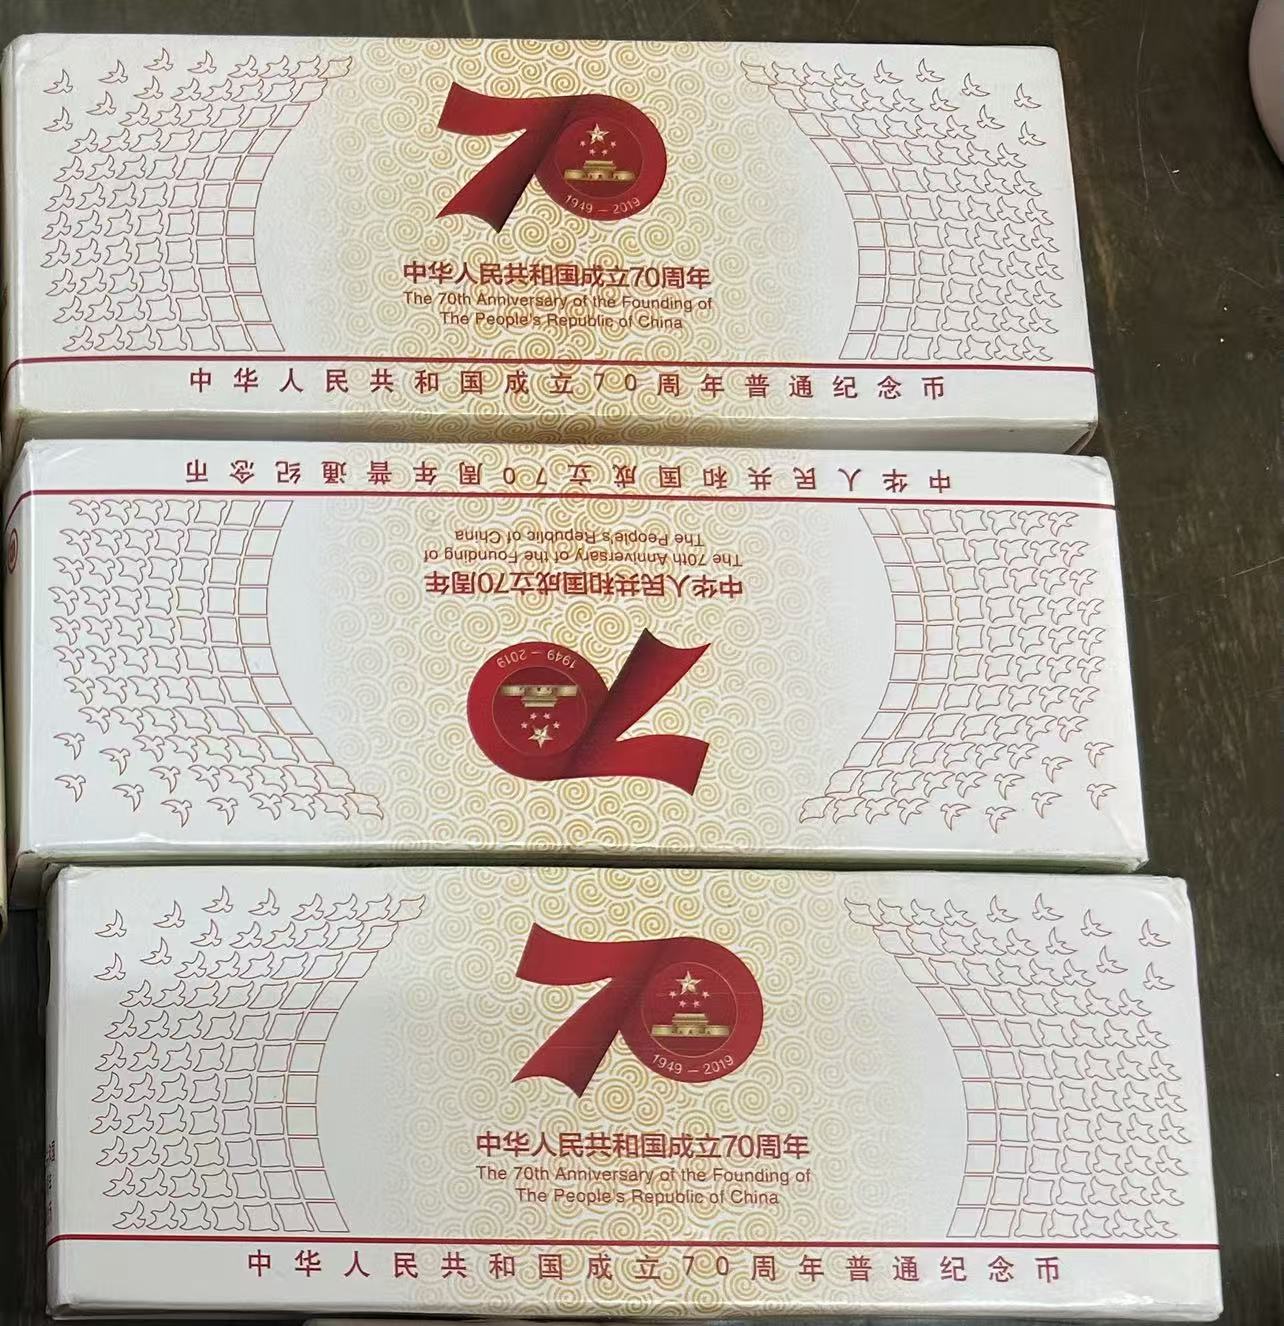 1949 – 2019
中华人民共和国成立70周年
The 70th Anniversary of the Founding of
The People's Republic of China
中华人民共和国成立70周年普通纪念币
中华人民共和国成立70周年普通纪念币
The People's Republic of China
The 70th Anniversary of the Founding of
中华人民共和国成立70周年
1949 – 2019
70
1949 – 2019
中华人民共和国成立70周年
The 70th Anniversary of the Founding of
The People's Republic of China
中华人民共和国成立70周年普通纪念币